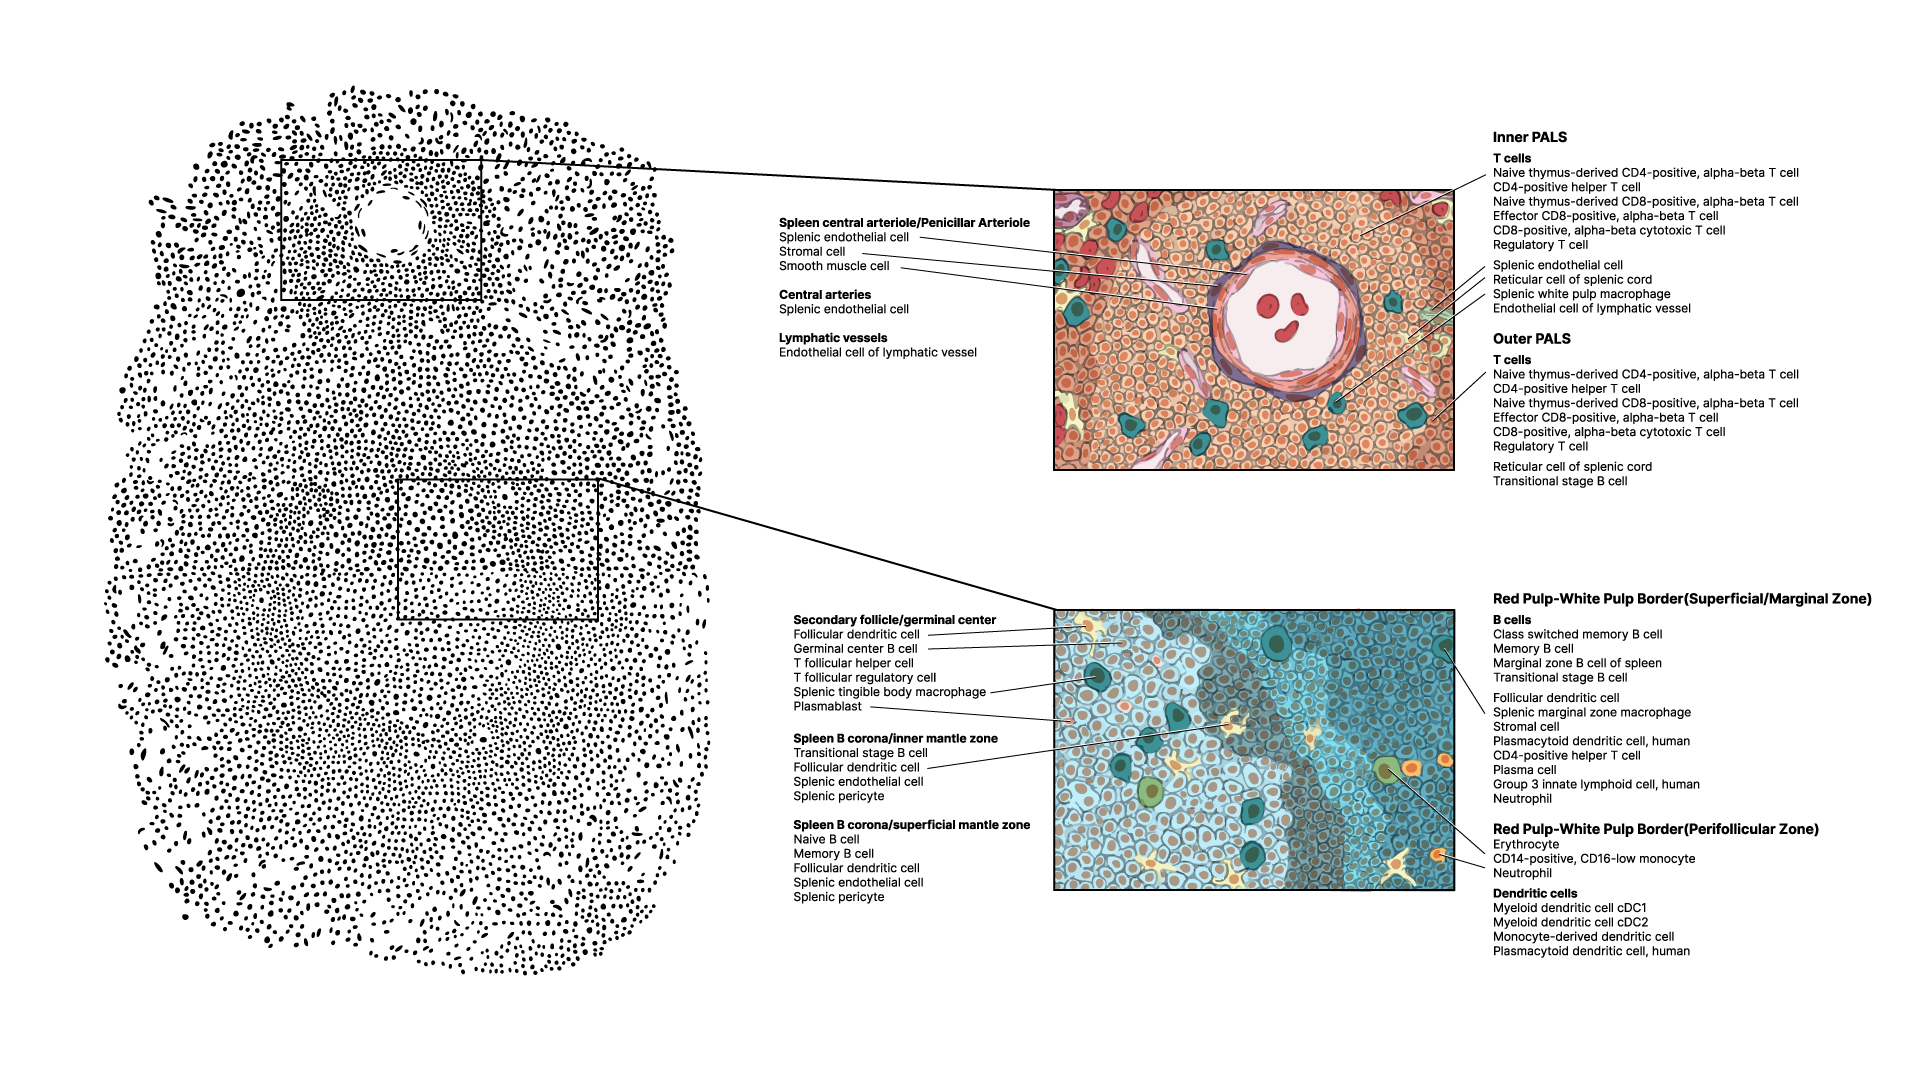 Spleen central arteriole/Penicillar Arteriole
Splenic endothelial cell
Stromal cell
Smooth muscle cell
Central arteries
Splenic endothelial cell
Lymphatic vessels
Endothelial cell of lymphatic vessel
Inner PALS
T cells
Naive thymus-derived CD4-positive, alpha-beta T cell
CD4-positive helper T cell
Naive thymus-derived CD8-positive, alpha-beta T cell
Effector CD8-positive, alpha-beta T cell
CD8-positive, alpha-beta cytotoxic T cell
Regulatory T cell
Splenic endothelial cell
Reticular cell of splenic cord
Splenic white pulp macrophage
Endothelial cell of lymphatic vessel
Outer PALS
T cells
Naive thymus-derived CD4-positive, alpha-beta T cell
CD4-positive helper T cell
Naive thymus-derived CD8-positive, alpha-beta T cell
Effector CD8-positive, alpha-beta T cell
CD8-positive, alpha-beta cytotoxic T cell
Regulatory T cell
Reticular cell of splenic cord
Transitional stage B cell
Secondary follicle/germinal center
Follicular dendritic cell
Germinal center B cell
T follicular helper cell
T follicular regulatory cell
Splenic tingible body macrophage
Plasmablast
Spleen B corona/inner mantle zone
Transitional stage B cell
Follicular dendritic cell
Splenic endothelial cell
Splenic pericyte
Spleen B corona/superficial mantle zone
Naive B cell
Memory B cell
Follicular dendritic cell
Splenic endothelial cell
Splenic pericyte
Red Pulp-White Pulp Border(Superficial/Marginal Zone)
B cells
Class switched memory B cell
Memory B cell
Marginal zone B cell of spleen
Transitional stage B cell
Follicular dendritic cell
Splenic marginal zone macrophage
Stromal cell
Plasmacytoid dendritic cell, human
CD4-positive helper T cell
Plasma cell
Group 3 innate lymphoid cell, human
Neutrophil
Red Pulp-White Pulp Border(Perifollicular Zone)
Erythrocyte
CD14-positive, CD16-low monocyte
Neutrophil
Dendritic cells
Myeloid dendritic cell cDC1
Myeloid dendritic cell cDC2
Monocyte-derived dendritic cell
Plasmacytoid dendritic cell, human